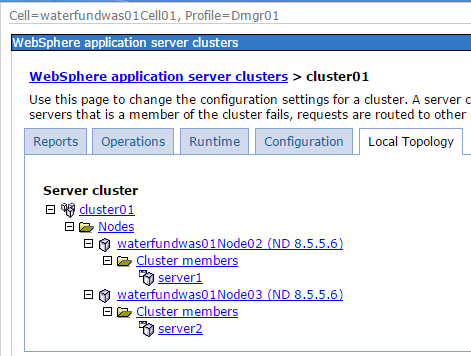 Cell=waterfundwas01Cell01, Profile=Dmgr01
WebSphere application server clusters
WebSphere application server clusters > cluster01
Use this page to change the configuration settings for a cluster. A server c
servers that is a member of the cluster fails, requests are routed to other
Reports Operations Runtime Configuration Local Topology
Server cluster
cluster01
Nodes
waterfundwas01Node02 (ND 8.5.5.6)
Cluster members
server1
waterfundwas01Node03 (ND 8.5.5.6)
Cluster members
server2